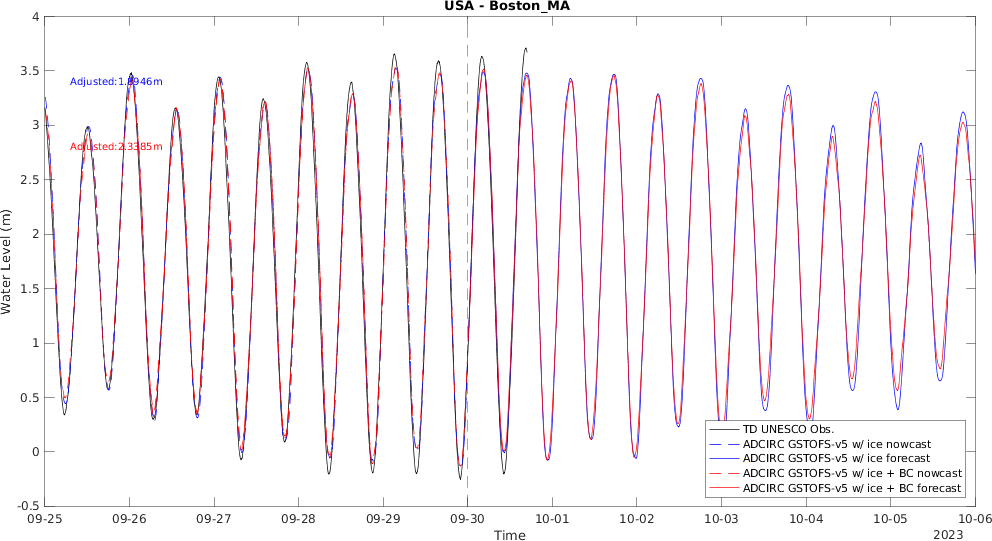 USA - Boston_MA
4
3.5
3
2.5
2
1.5
1
0.5
0
-0.5
Water Level (m)
Adjusted:1.8946m
Adjusted:2.3385m
TD UNESCO Obs.
ADCIRC GSTOFS-v5 w/ ice nowcast
ADCIRC GSTOFS-v5 w/ ice forecast
ADCIRC GSTOFS-v5 w/ ice + BC nowcast
ADCIRC GSTOFS-v5 w/ ice + BC forecast
09-25 09-26 09-27 09-28 09-29 09-30 10-01 10-02 10-03 10-04 10-05 10-06
Time
2023